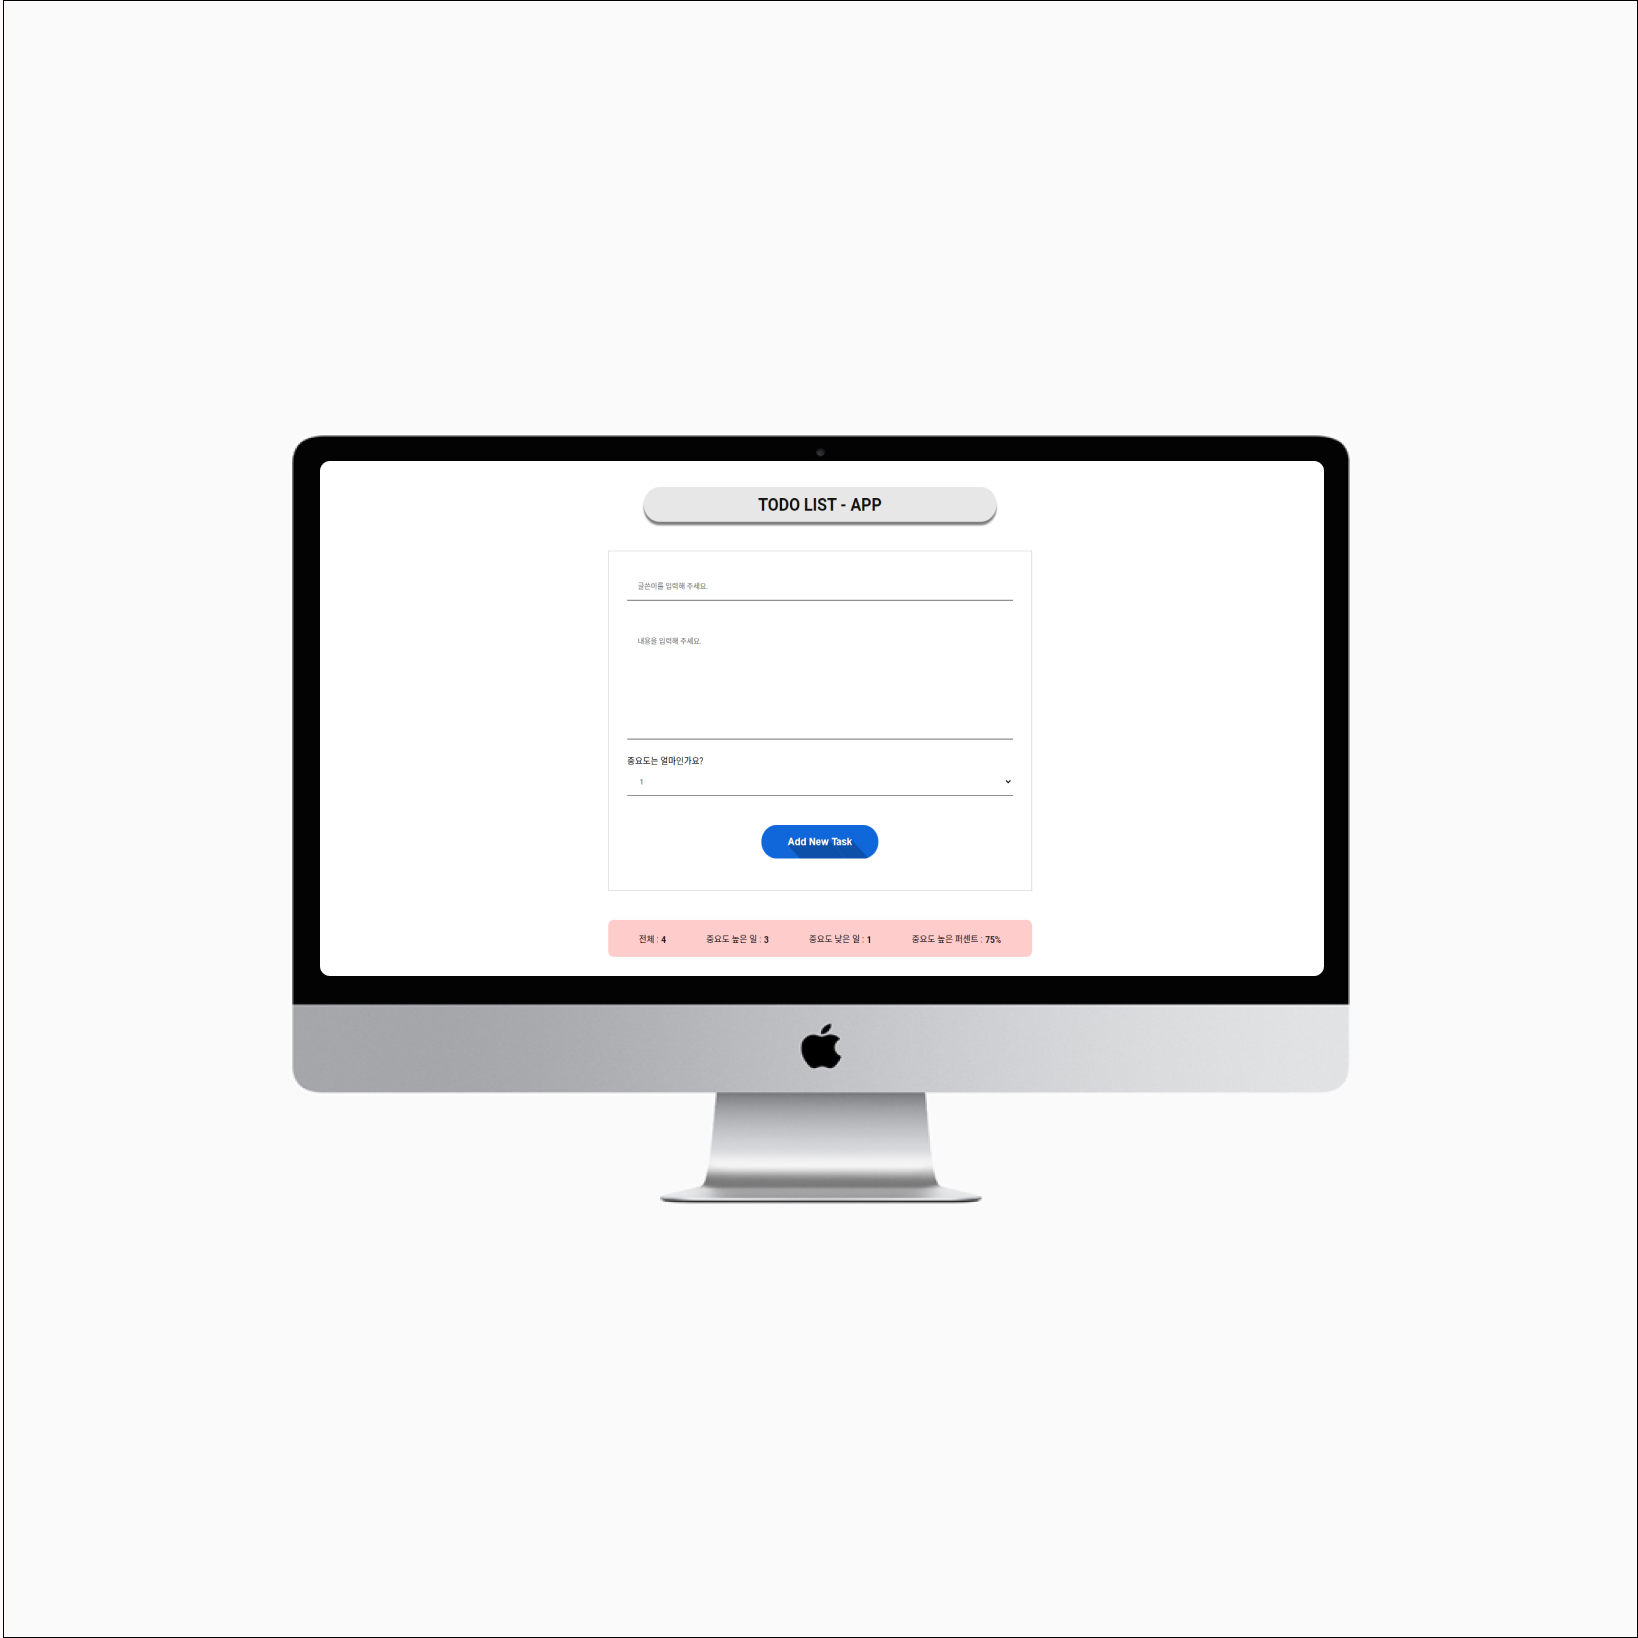 TODO LIST - APP
글쓴이를 입력해 주세요.
내용을 입력해 주세요.
중요도는 얼마인가요?
1
Add New Task
전체 : 4 중요도 높은 일 : 3 중요도 낮은 일 : 1 중요도 높은 퍼센트 : 75%